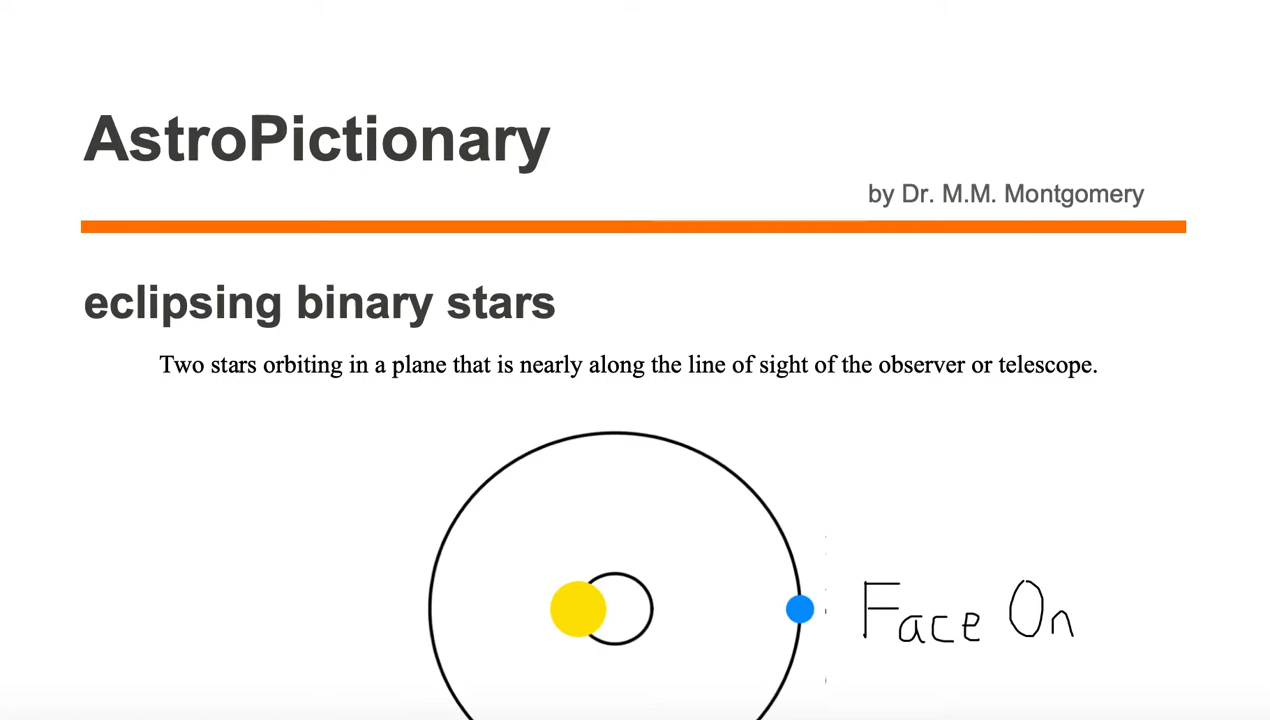 AstroPictionary
by Dr. M.M. Montgomery
eclipsing binary stars
Two stars orbiting in a plane that is nearly along the line of sight of the observer or telescope.
Face On